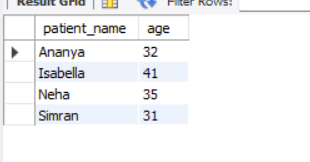 Result Grid Filter Rows:
patient_name age
Ananya 32
Isabella 41
Neha 35
Simran 31